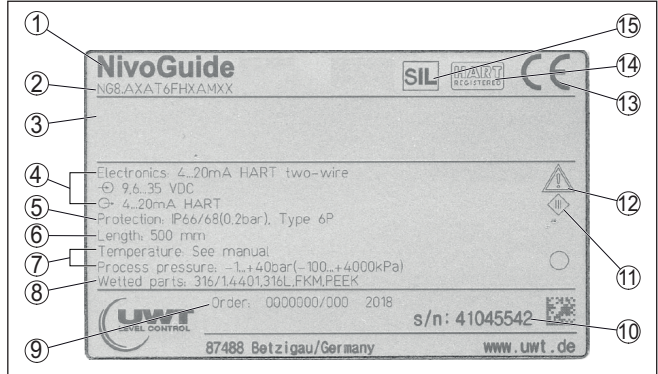 1
15
14
NivoGuide
SIL
HART
REGISTERED
CE
2
NG8.AXAT6FHXAMXX
13
3
4
Electronics: 4...20mA HART two-wire
9,6...35 VDC
4...20mA HART
12
5
Protection: IP66/68(0.2bar), Type 6P
6
Length: 500 mm
7
Temperature: See manual
Process pressure: -1...+40bar(-100...+4000kPa)
11
8
Wetted parts: 316/1.4401,316L,FKM,PEEK
Order: 0000000/000 2018
UWT
LEVEL CONTROL
s/n: 41045542
9
10
87488 Betzigau/Germany
www.uwt.de